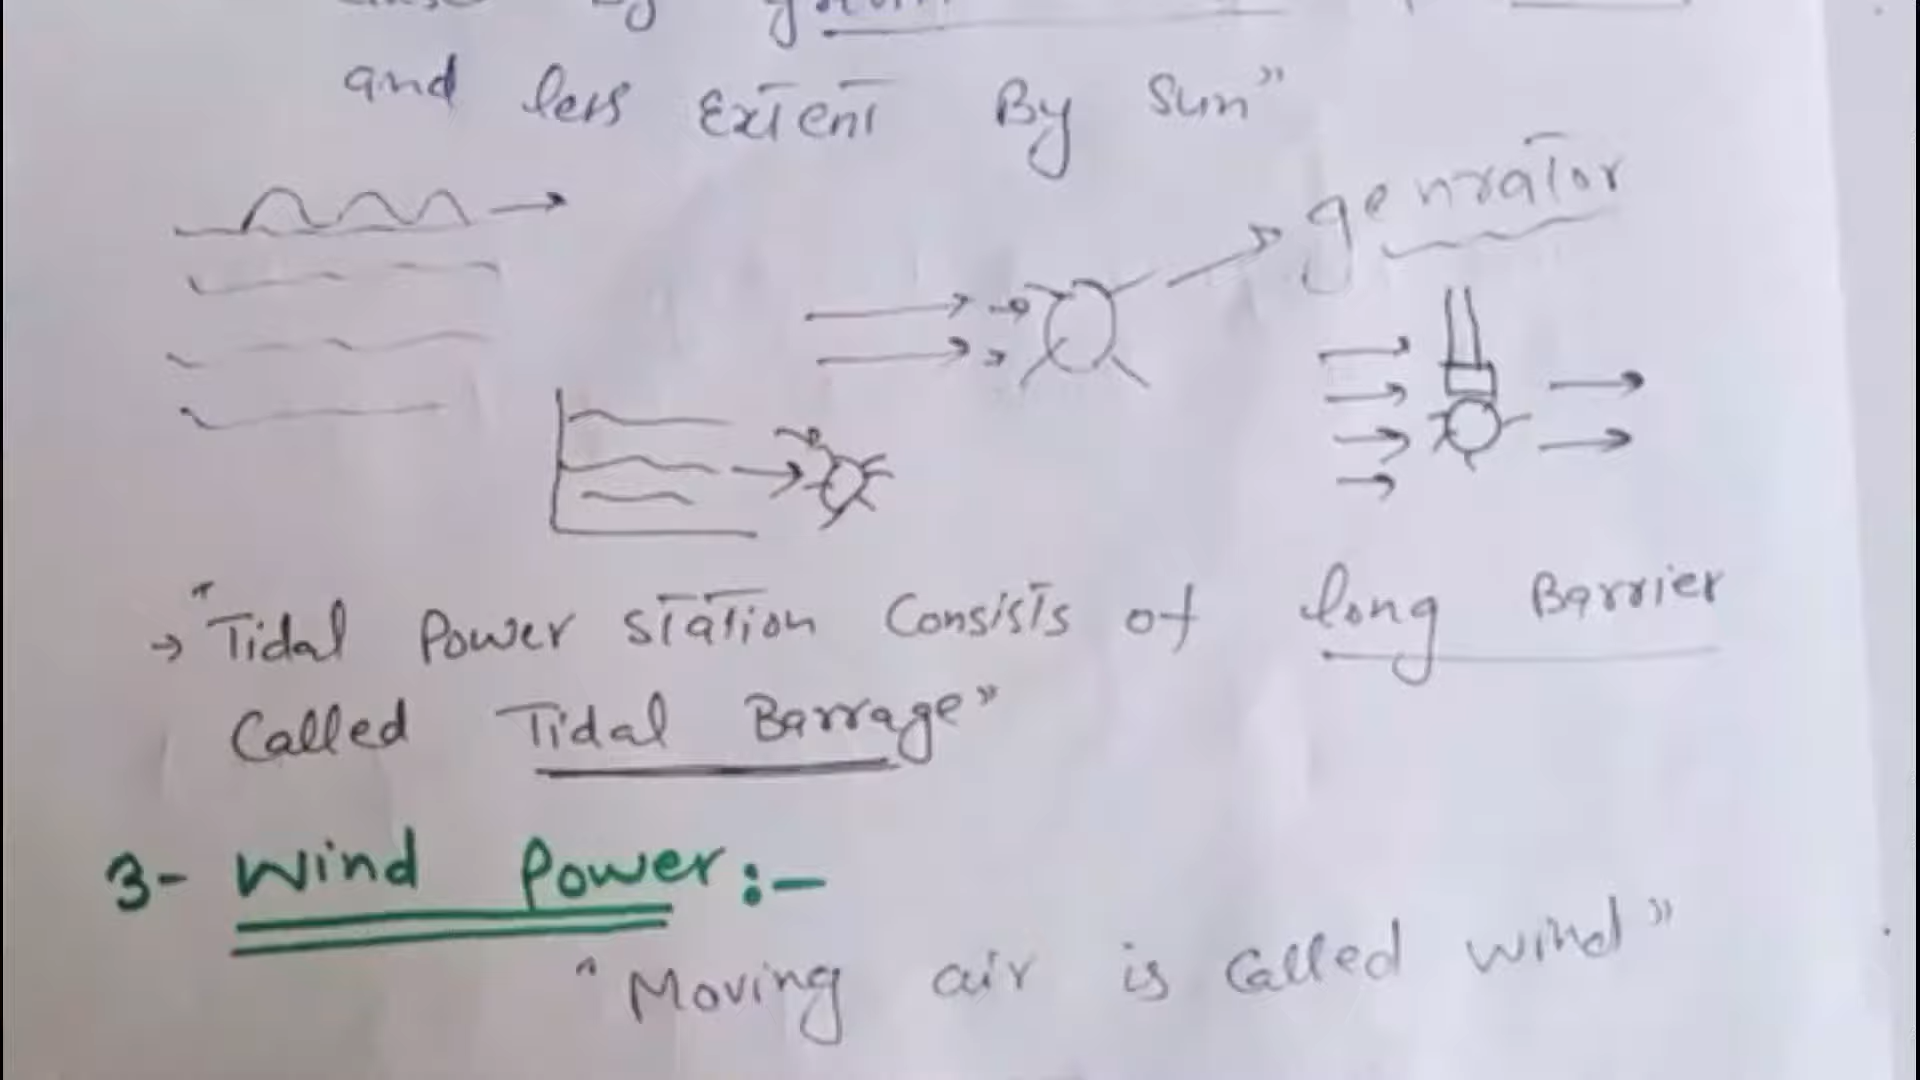 and less Extent By Sun"
genrator
→ "Tidal Power station Consists of long Barrier
Called Tidal Barrage"
3- Wind Power:-
"Moving air is Called wind"